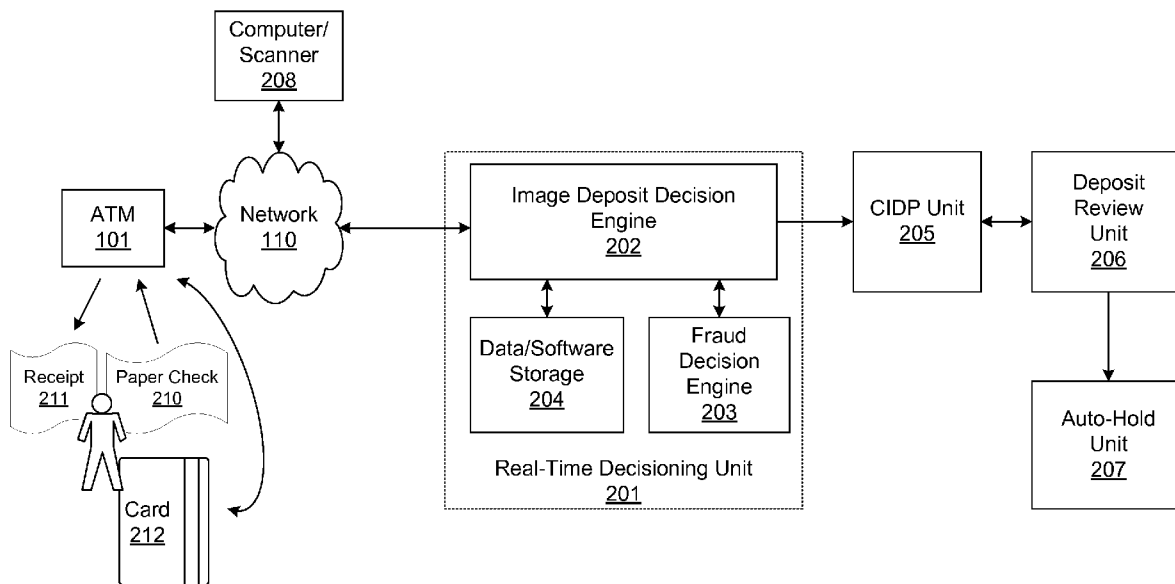 Computer/
Scanner
208
ATM
101
Network
110
Image Deposit Decision
Engine
202
CIDP Unit
205
Deposit
Review
Unit
206
Receipt
211
Paper Check
210
Data/Software
Storage
204
Fraud
Decision
Engine
203
Auto-Hold
Unit
207
Real-Time Decisioning Unit
201
Card
212